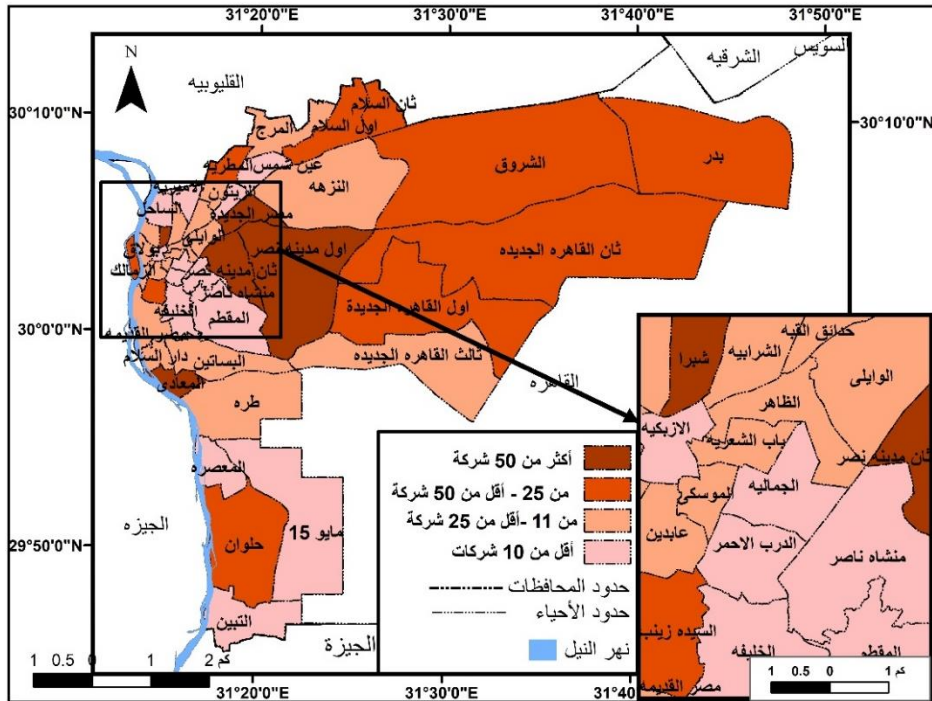 31°20'0"E
31°30'0"E
31°40'0"E
31°50'0"E
N
السويس
الشرقيه
القليوبيه
30°10'0"N
30°10'0"N
ثان السلام
اول السلام
المرج
المطريه
عين شمس
الشروق
بدر
النزهه
الاميريه
الزيتون
الساحل
مصر الجديدة
الوايلى
اول مدينه نصر
ثان القاهره الجديده
بولاق
ثان مدينه نصر
الزمالك
منشاه ناصر
اول القاهره الجديدة
الخليفه
المقطم
30°0'0"N
مصر القديمه
ثالث القاهره الجديده
دار السلام
البساتين
القاهره
المعادى
طره
المعصره
29°50'0"N
الجيزه
حلوان
15 مايو
التبين
الجيزة
أكثر من 50 شركة
من 25 - أقل من 50 شركة
من 11 -أقل من 25 شركة
أقل من 10 شركات
حدود المحافظات
حدود الأحياء
نهر النيل
1 0.5 0 1 2 كم
31°20'0"E
31°30'0"E
31°40'
حدائق القبه
شبرا
الشرابيه
الوايلى
الظاهر
الازبكيه
باب الشعريه
ثان مدينه نصر
الجماليه
الموسكى
عابدين
الدرب الاحمر
منشاه ناصر
السيده زينب
الخليفه
المقطم
مصر القديمه
1 0.5 0 1 كم